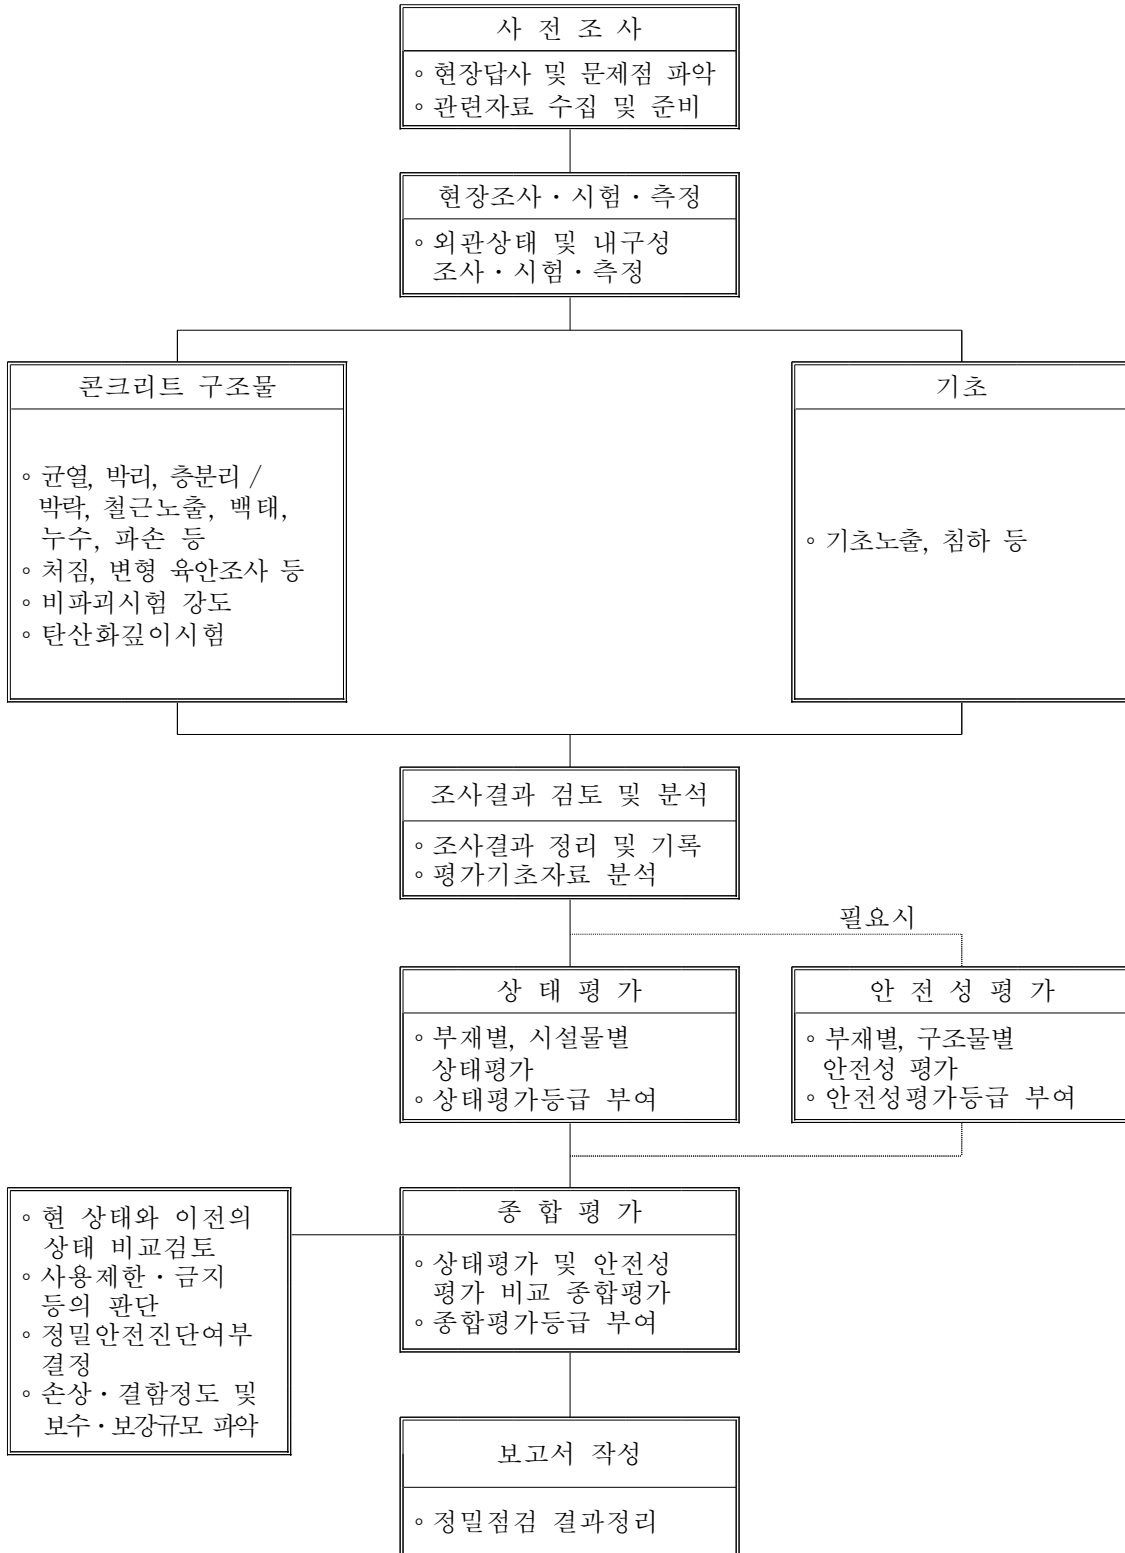 사 전 조 사
◦ 현장답사 및 문제점 파악
◦ 관련자료 수집 및 준비
현장조사・시험・측정
◦ 외관상태 및 내구성
조사・시험・측정
콘크리트 구조물
◦ 균열, 박리, 층분리 /
박락, 철근노출, 백태,
누수, 파손 등
◦ 처짐, 변형 육안조사 등
◦ 비파괴시험 강도
◦ 탄산화깊이시험
기초
◦ 기초노출, 침하 등
조사결과 검토 및 분석
◦ 조사결과 정리 및 기록
◦ 평가기초자료 분석
필요시
상 태 평 가
◦ 부재별, 시설물별
상태평가
◦ 상태평가등급 부여
안 전 성 평 가
◦ 부재별, 구조물별
안전성 평가
◦ 안전성평가등급 부여
◦ 현 상태와 이전의
상태 비교검토
◦ 사용제한・금지
등의 판단
◦ 정밀안전진단여부
결정
◦ 손상・결함정도 및
보수・보강규모 파악
종 합 평 가
◦ 상태평가 및 안전성
평가 비교 종합평가
◦ 종합평가등급 부여
보고서 작성
◦ 정밀점검 결과정리